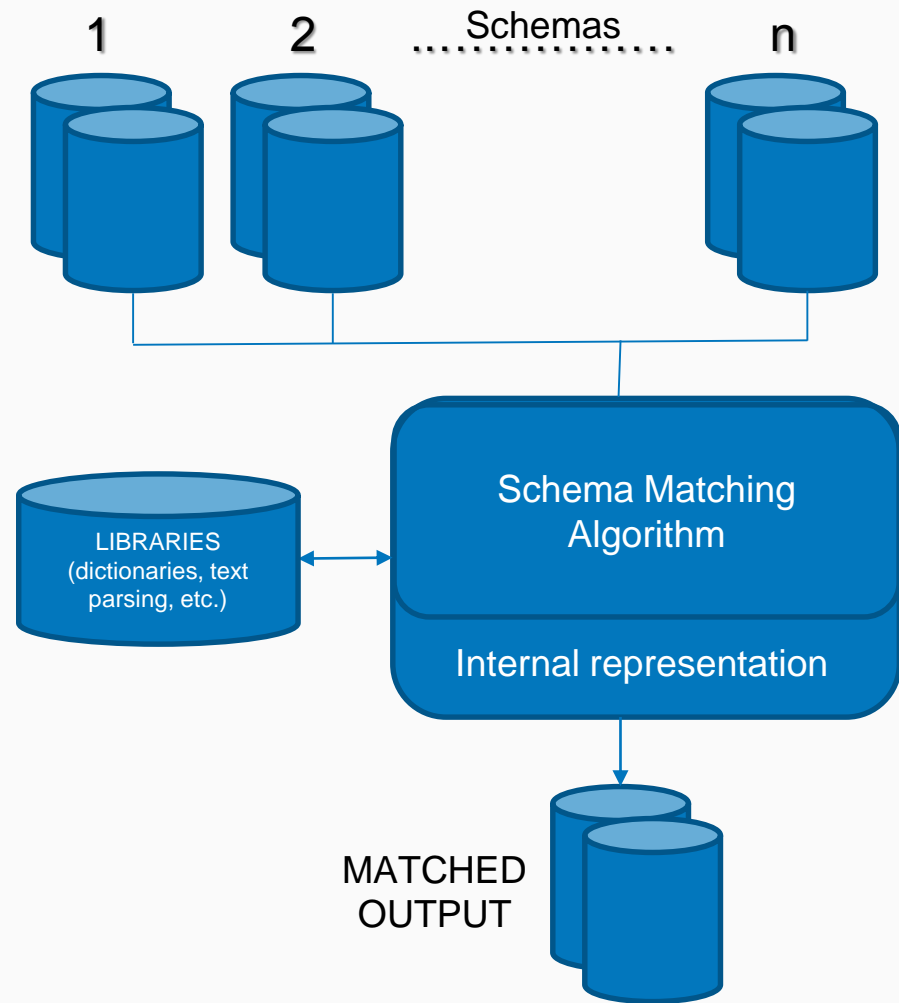 Schemas
1 2 ................... n
Schema Matching
Algorithm
LIBRARIES
(dictionaries, text
parsing, etc.)
Internal representation
MATCHED
OUTPUT